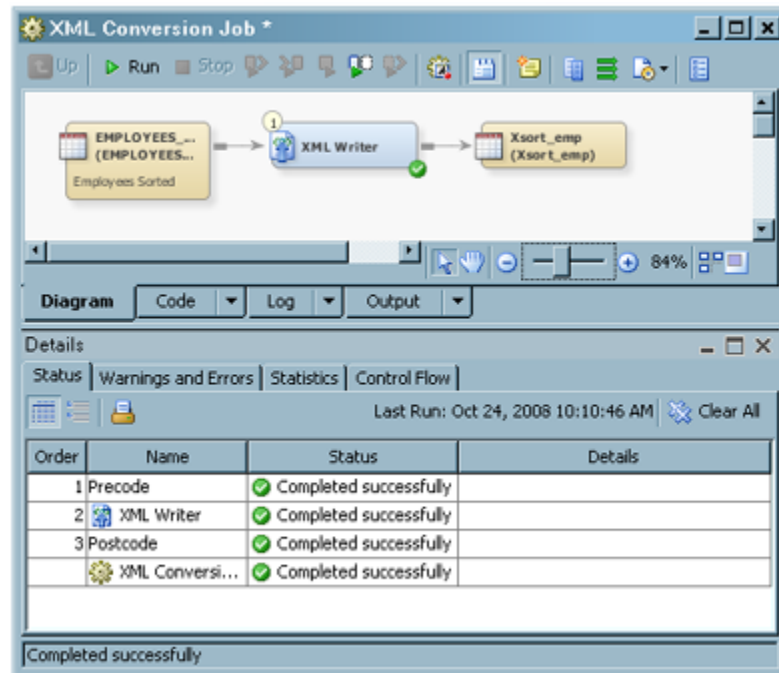 XML Conversion Job *
Up Run Stop
EMPLOYEES_...
(EMPLOYEES...
Employees Sorted
1
XML Writer
Xsort_emp
(Xsort_emp)
84%
Diagram Code Log Output
Details
Status Warnings and Errors Statistics Control Flow
Last Run: Oct 24, 2008 10:10:46 AM Clear All
Order Name Status Details
1 Precode Completed successfully
2 XML Writer Completed successfully
3 Postcode Completed successfully
XML Conversi... Completed successfully
Completed successfully